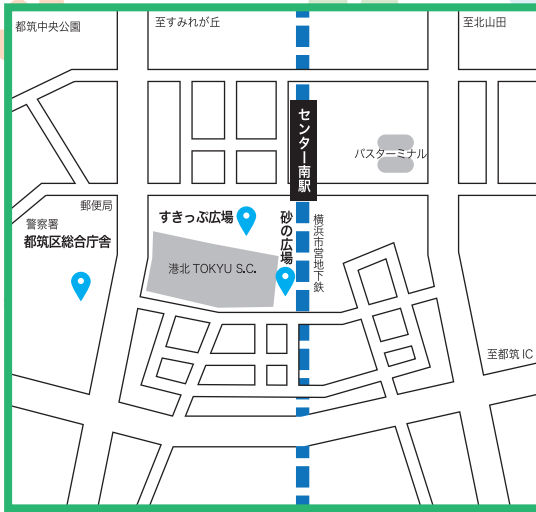 都筑中央公園
至すみれが丘
至北山田
センター南駅
バスターミナル
郵便局
すきっぷ広場
砂の広場
横浜市営地下鉄
警察署
都筑区総合庁舎
港北 TOKYU S.C.
至都筑 IC